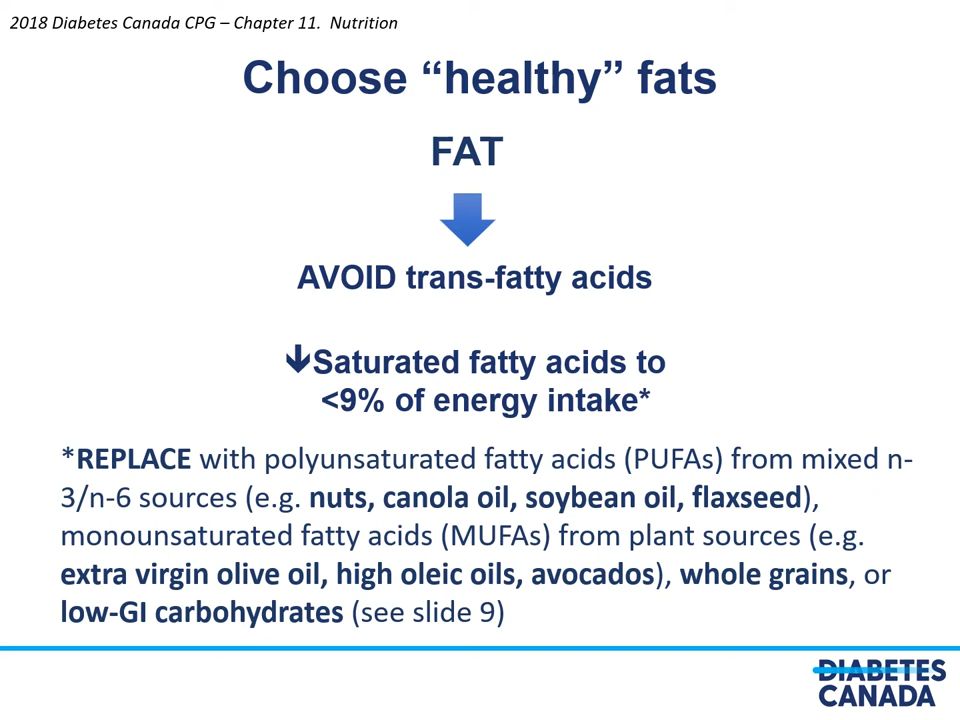 2018 Diabetes Canada CPG – Chapter 11.  Nutrition
Choose “healthy” fats
FAT
AVOID trans-fatty acids
🡻Saturated fatty acids to
<9% of energy intake*
*REPLACE with polyunsaturated fatty acids (PUFAs) from mixed n-
3/n-6 sources (e.g. nuts, canola oil, soybean oil, flaxseed),
monounsaturated fatty acids (MUFAs) from plant sources (e.g.
extra virgin olive oil, high oleic oils, avocados), whole grains, or
low-GI carbohydrates (see slide 9)
DIABETES
CANADA